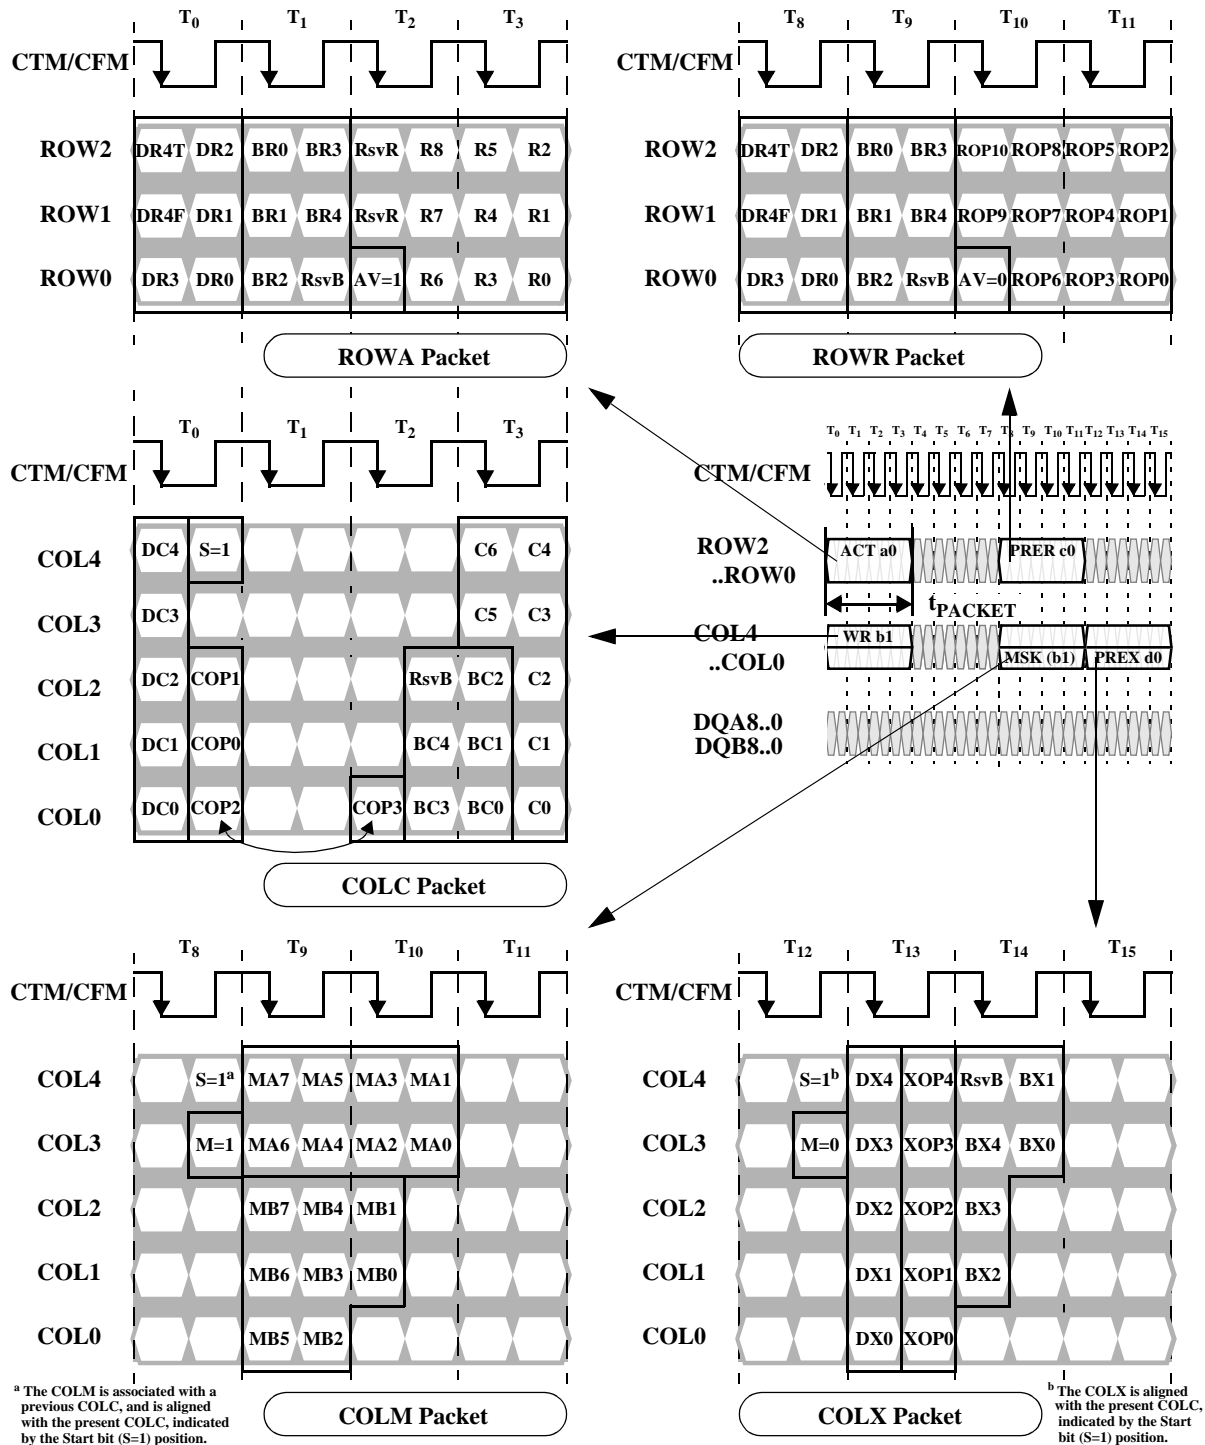 T0 T1 T2 T3
CTM/CFM
ROW2 DR4T DR2 BR0 BR3 RsvR R8 R5 R2
ROW1 DR4F DR1 BR1 BR4 RsvR R7 R4 R1
ROW0 DR3 DR0 BR2 RsvB AV=1 R6 R3 R0
ROWA Packet
T8 T9 T10 T11
CTM/CFM
ROW2 DR4T DR2 BR0 BR3 ROP10 ROP8 ROP5 ROP2
ROW1 DR4F DR1 BR1 BR4 ROP9 ROP7 ROP4 ROP1
ROW0 DR3 DR0 BR2 RsvB AV=0 ROP6 ROP3 ROP0
ROWR Packet
T0 T1 T2 T3
CTM/CFM
COL4 DC4 S=1 C6 C4
COL3 DC3 C5 C3
COL2 DC2 COP1 RsvB BC2 C2
COL1 DC1 COP0 BC4 BC1 C1
COL0 DC0 COP2 COP3 BC3 BC0 C0
COLC Packet
T0 T1 T2 T3 T4 T5 T6 T7 T8 T9 T10 T11 T12 T13 T14 T15
CTM/CFM
ROW2 ACT a0 PRER c0
..ROW0
tPACKET
COL4 WR b1
..COL0 MSK (b1) PREX d0
DQA8..0
DQB8..0
T8 T9 T10 T11
CTM/CFM
COL4 S=1a MA7 MA5 MA3 MA1
COL3 M=1 MA6 MA4 MA2 MA0
COL2 MB7 MB4 MB1
COL1 MB6 MB3 MB0
COL0 MB5 MB2
a The COLM is associated with a
previous COLC, and is aligned
with the present COLC, indicated
by the Start bit (S=1) position.
COLM Packet
T12 T13 T14 T15
CTM/CFM
COL4 S=1b DX4 XOP4 RsvB BX1
COL3 M=0 DX3 XOP3 BX4 BX0
COL2 DX2 XOP2 BX3
COL1 DX1 XOP1 BX2
COL0 DX0 XOP0
COLX Packet
b The COLX is aligned
with the present COLC,
indicated by the Start
bit (S=1) position.